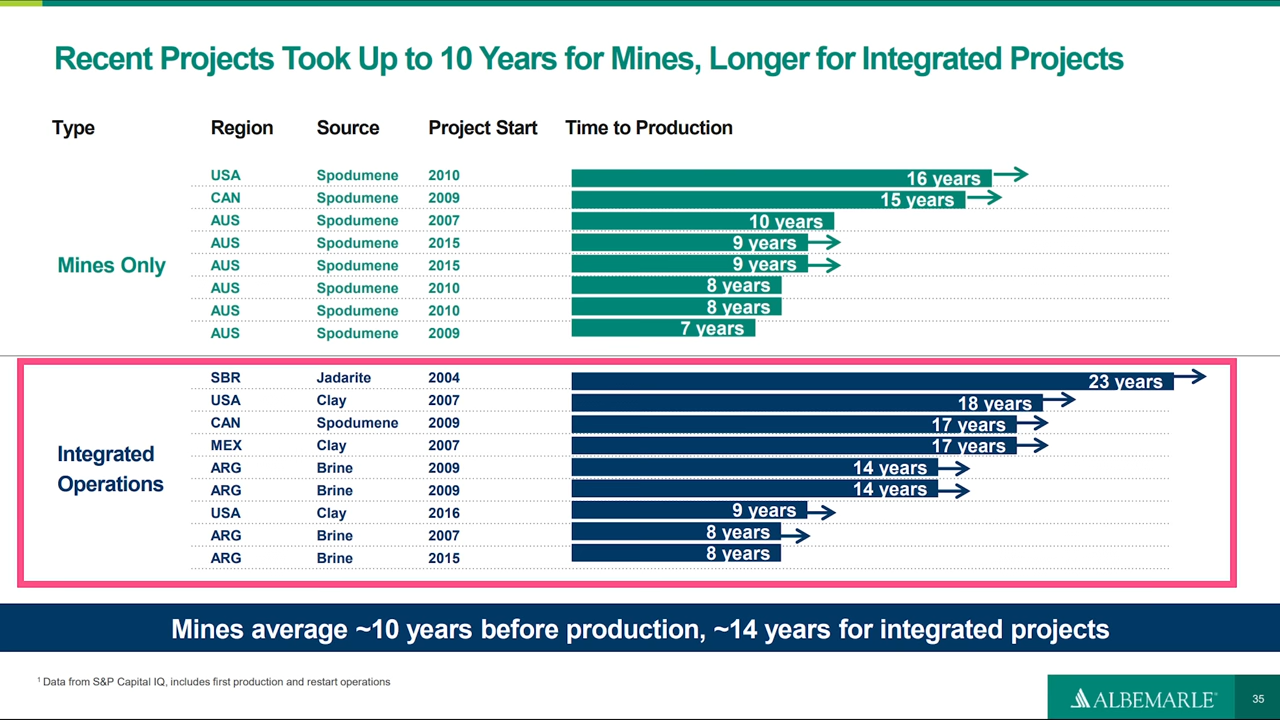 Recent Projects Took Up to 10 Years for Mines, Longer for Integrated Projects
Type Region Source Project Start Time to Production
Mines Only
USA Spodumene 2010 16 years
CAN Spodumene 2009 15 years
AUS Spodumene 2007 10 years
AUS Spodumene 2015 9 years
AUS Spodumene 2015 9 years
AUS Spodumene 2010 8 years
AUS Spodumene 2010 8 years
AUS Spodumene 2009 7 years
Integrated
Operations
SBR Jadarite 2004 23 years
USA Clay 2007 18 years
CAN Spodumene 2009 17 years
MEX Clay 2007 17 years
ARG Brine 2009 14 years
ARG Brine 2009 14 years
USA Clay 2016 9 years
ARG Brine 2007 8 years
ARG Brine 2015 8 years
Mines average ~10 years before production, ~14 years for integrated projects
¹ Data from S&P Capital IQ, includes first production and restart operations
ALBEMARLE® 35